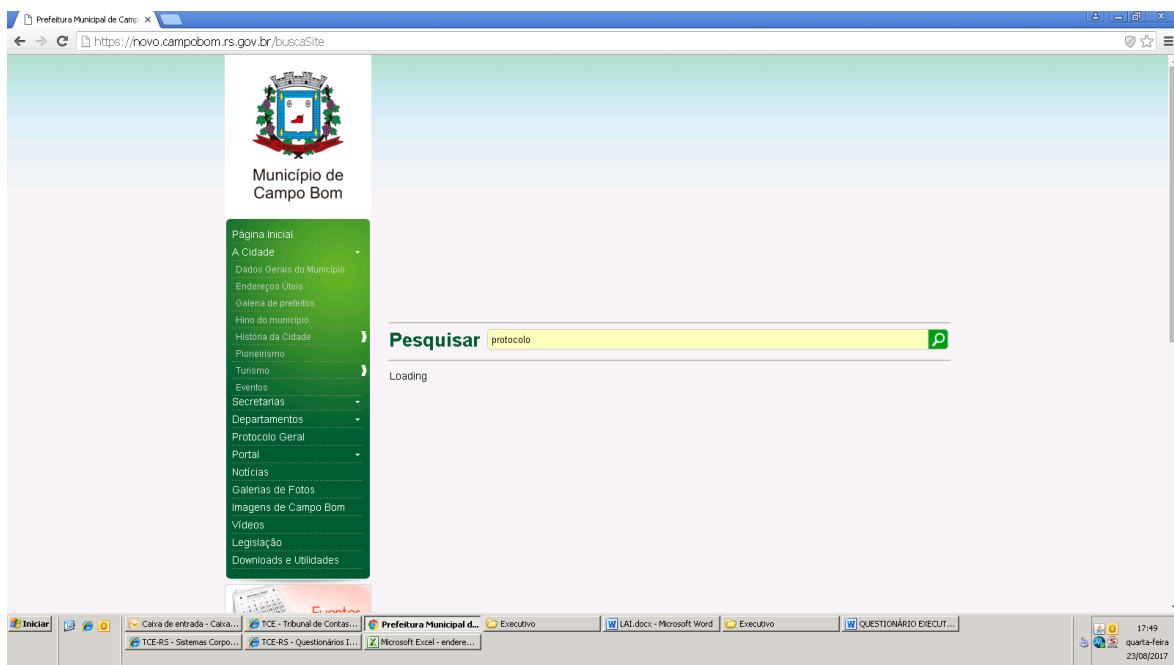 Prefeitura Municipal de Camp
https://novo.campobom.rs.gov.br/buscaSite
Município de
Campo Bom
Página Inicial
A Cidade
Dados Gerais do Município
Endereços Úteis
Galeria de prefeitos
Hino do município
História da Cidade
Pioneirismo
Turismo
Eventos
Secretarias
Departamentos
Protocolo Geral
Portal
Notícias
Galerias de Fotos
Imagens de Campo Bom
Vídeos
Legislação
Downloads e Utilidades
Pesquisar protocolo
Loading
Eventos
Iniciar
Caixa de entrada - Caixa...
TCE - Tribunal de Contas...
Prefeitura Municipal d...
Executivo
LAI.docx - Microsoft Word
Executivo
QUESTIONÁRIO EXECUT...
TCE-RS - Sistemas Corpo...
TCE-RS - Questionários I...
Microsoft Excel - endere...
17:49
quarta-feira
23/08/2017